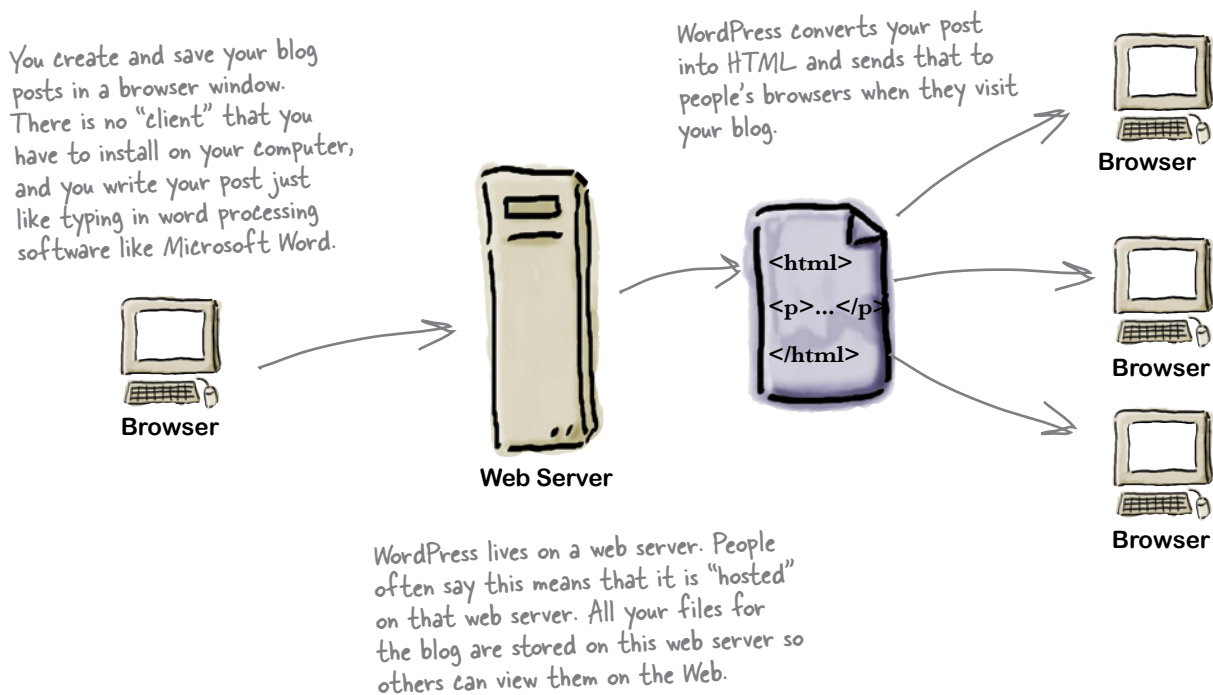 You create and save your blog
posts in a browser window.
There is no “client” that you
have to install on your computer,
and you write your post just
like typing in word processing
software like Microsoft Word.
Browser
Web Server
WordPress lives on a web server. People
often say this means that it is “hosted”
on that web server. All your files for
the blog are stored on this web server so
others can view them on the Web.
WordPress converts your post
into HTML and sends that to
people’s browsers when they visit
your blog.
<html>
<p>...</p>
</html>
Browser
Browser
Browser